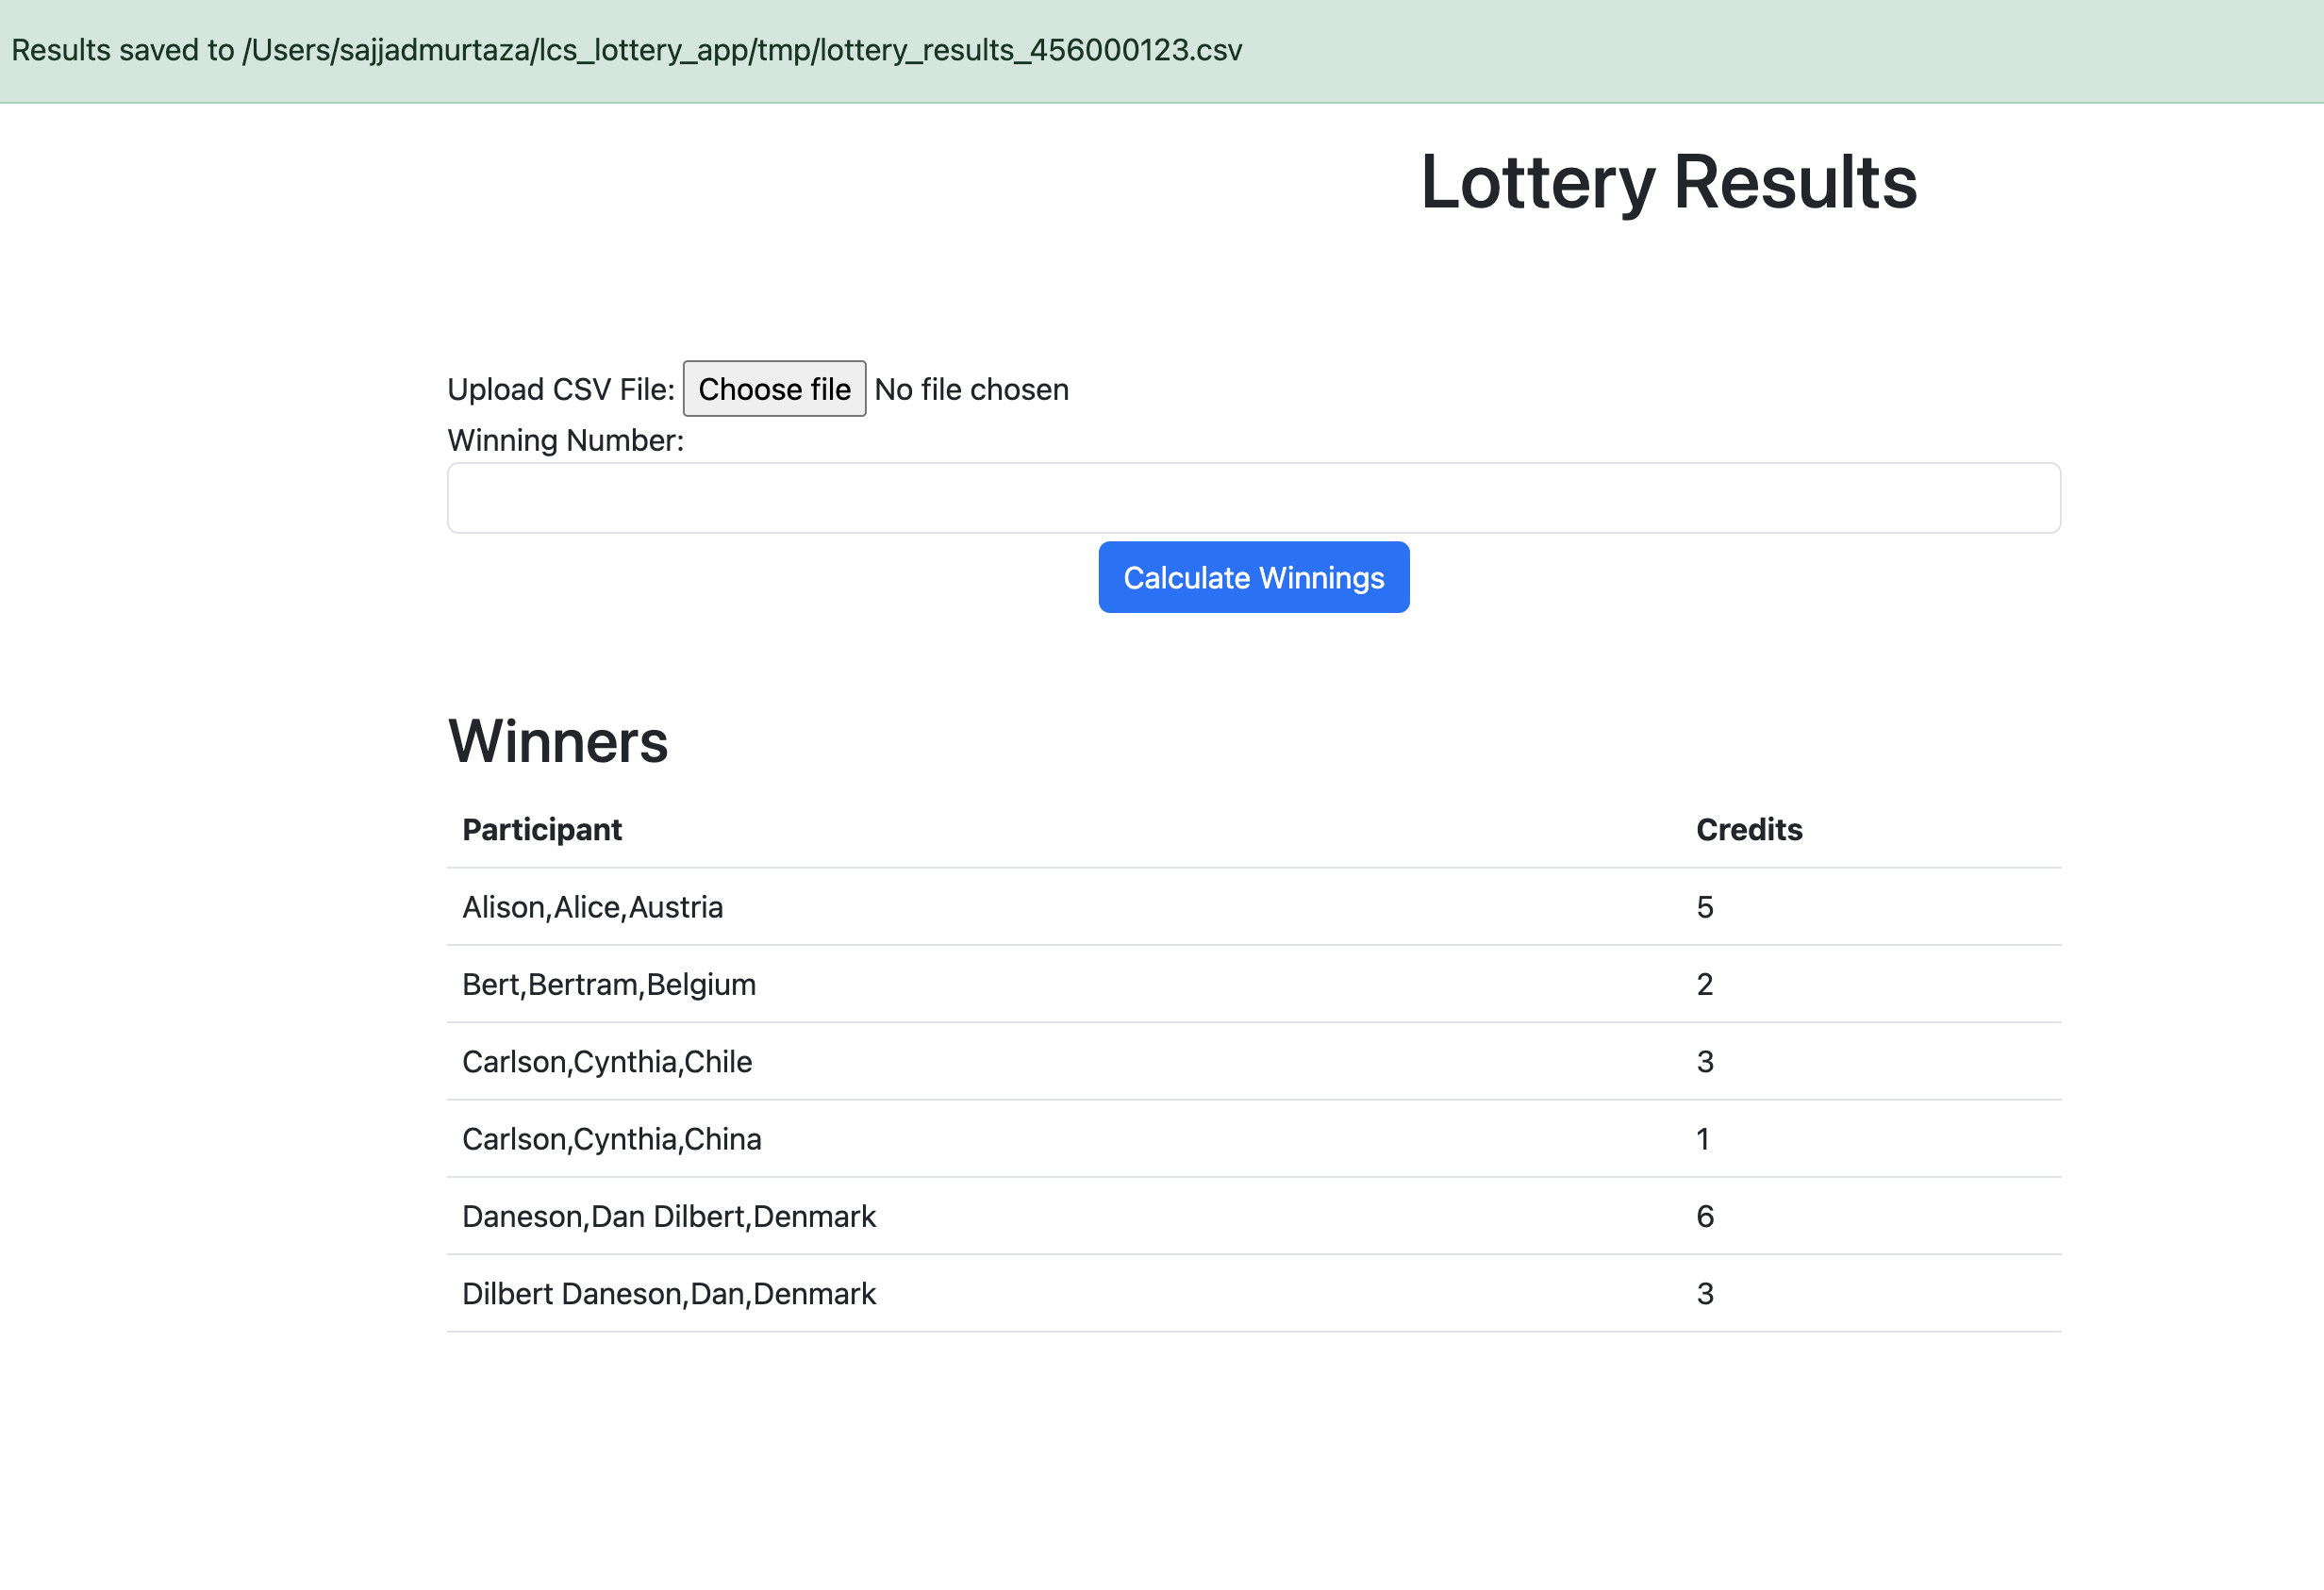 Results saved to /Users/sajjadmurtaza/lcs_lottery_app/tmp/lottery_results_456000123.csv
Lottery Results
Upload CSV File: Choose file No file chosen
Winning Number:
Calculate Winnings
Winners
Participant Credits
Alison,Alice,Austria 5
Bert,Bertram,Belgium 2
Carlson,Cynthia,Chile 3
Carlson,Cynthia,China 1
Daneson,Dan Dilbert,Denmark 6
Dilbert Daneson,Dan,Denmark 3